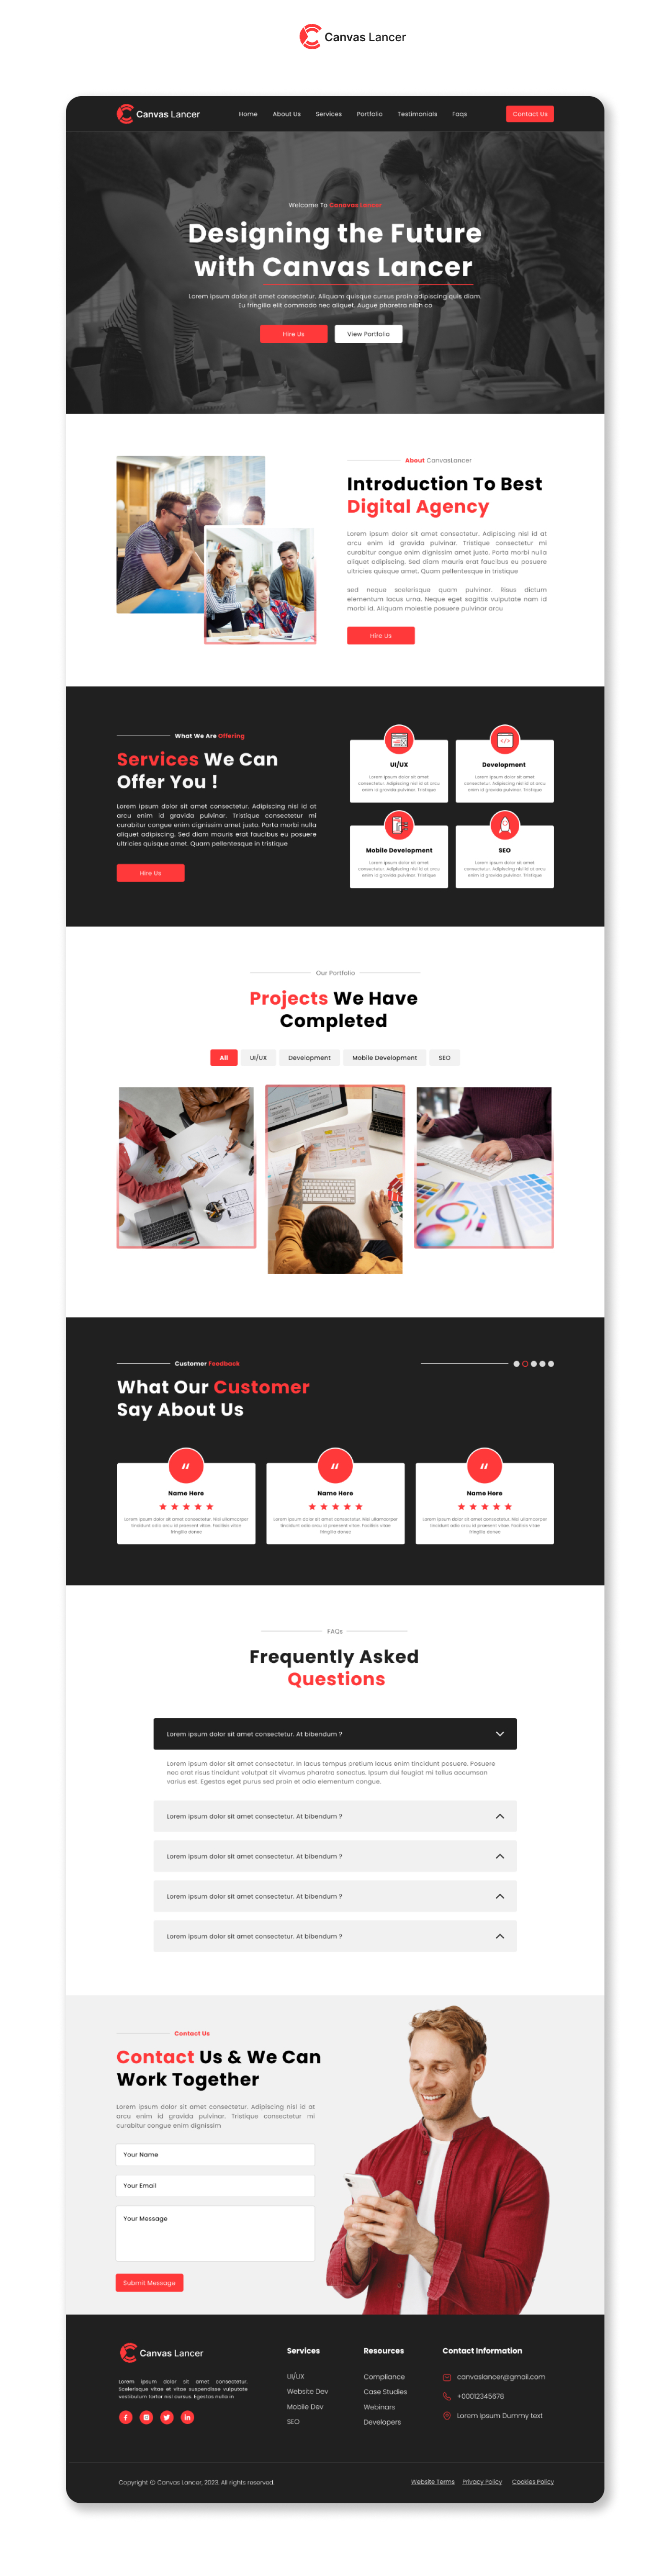 Canvas Lancer
Canvas Lancer
Home About Us Services Portfolio Testimonials Faqs
Contact Us
Welcome To Canavas Lancer
Designing the Future
with Canvas Lancer
Lorem ipsum dolor sit amet consectetur. Aliquam quisque cursus proin adipiscing quis diam.
Eu fringilla elit commodo nec aliquet. Augue pharetra nibh co
Hire Us
View Portfolio
About CanvasLancer
Introduction To Best
Digital Agency
Lorem ipsum dolor sit amet consectetur. Adipiscing nisl id at
arcu enim id gravida pulvinar. Tristique consectetur mi
curabitur congue enim dignissim amet justo. Porta morbi nulla
aliquet adipiscing. Sed diam mauris erat faucibus eu posuere
ultricies quisque amet. Quam pellentesque in tristique
sed neque scelerisque quam pulvinar. Risus dictum
elementum lacus urna. Neque eget sagittis vulputate nam id
morbi id. Aliquam molestie posuere pulvinar arcu
Hire Us
What We Are Offering
Services We Can
Offer You !
Lorem ipsum dolor sit amet consectetur. Adipiscing nisl id at
arcu enim id gravida pulvinar. Tristique consectetur mi
curabitur congue enim dignissim amet justo. Porta morbi nulla
aliquet adipiscing. Sed diam mauris erat faucibus eu posuere
ultricies quisque amet. Quam pellentesque in tristique
Hire Us
UI/UX
Lorem ipsum dolor sit amet
consectetur. Adipiscing nisl id at arcu
enim id gravida pulvinar. Tristique
Development
Lorem ipsum dolor sit amet
consectetur. Adipiscing nisl id at arcu
enim id gravida pulvinar. Tristique
Mobile Development
Lorem ipsum dolor sit amet
consectetur. Adipiscing nisl id at arcu
enim id gravida pulvinar. Tristique
SEO
Lorem ipsum dolor sit amet
consectetur. Adipiscing nisl id at arcu
enim id gravida pulvinar. Tristique
Our Portfolio
Projects We Have
Completed
All UI/UX Development Mobile Development SEO
Customer Feedback
What Our Customer
Say About Us
Name Here
Lorem ipsum dolor sit amet consectetur. Wisi ullamcorper
tincidunt odio arcu id praesent vitae. Facilisis vitae
fringilla donec
Name Here
Lorem ipsum dolor sit amet consectetur. Wisi ullamcorper
tincidunt odio arcu id praesent vitae. Facilisis vitae
fringilla donec
Name Here
Lorem ipsum dolor sit amet consectetur. Wisi ullamcorper
tincidunt odio arcu id praesent vitae. Facilisis vitae
fringilla donec
FAQs
Frequently Asked
Questions
Lorem ipsum dolor sit amet consectetur. At bibendum ?
Lorem ipsum dolor sit amet consectetur. In lacus tempus pretium lacus enim tincidunt posuere. Posuere
nec erat risus tincidunt volutpat sit vivamus pharetra senectus. Ipsum dui feugiat mi tellus accumsan
varius est. Egestas eget purus sed proin et odio elementum congue.
Lorem ipsum dolor sit amet consectetur. At bibendum ?
Lorem ipsum dolor sit amet consectetur. At bibendum ?
Lorem ipsum dolor sit amet consectetur. At bibendum ?
Lorem ipsum dolor sit amet consectetur. At bibendum ?
Contact Us
Contact Us & We Can
Work Together
Lorem ipsum dolor sit amet consectetur. Adipiscing nisl id at
arcu enim id gravida pulvinar. Tristique consectetur mi
curabitur congue enim dignissim
Your Name
Your Email
Your Message
Submit Message
Canvas Lancer
Lorem ipsum dolor sit amet consectetur.
Scelerisque vitae et vitae suspendisse vulputate
vestibulum tortor nisl cursus. Egestas nulla in
Services
UI/UX
Website Dev
Mobile Dev
SEO
Resources
Compliance
Case Studies
Webinars
Developers
Contact Information
canvaslancer@gmail.com
+00012345678
Lorem Ipsum Dummy text
Copyright © Canvas Lancer, 2023. All rights reserved.
Website Terms Privacy Policy Cookies Policy